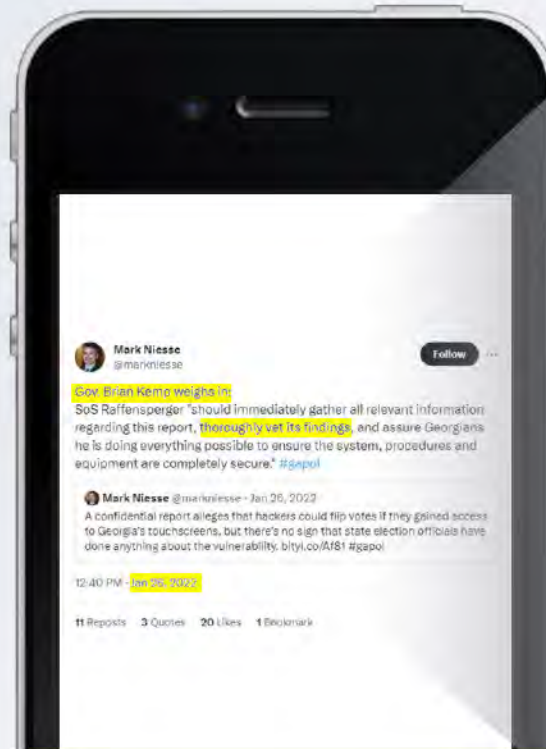 Mark Niesse
@markniesse
Follow ...
Gov. Brian Kemp weighs in:
SoS Raffensperger "should immediately gather all relevant information
regarding this report, thoroughly vet its findings, and assure Georgians
he is doing everything possible to ensure the system, procedures and
equipment are completely secure." #gapol
Mark Niesse @markniesse · Jan 26, 2022
A confidential report alleges that hackers could flip votes if they gained access
to Georgia's touchscreens, but there's no sign that state election officials have
done anything about the vulnerability. bityl.co/Af81 #gapol
12:40 PM · Jan 26, 2022
11 Reposts 3 Quotes 20 Likes 1 Bookmark